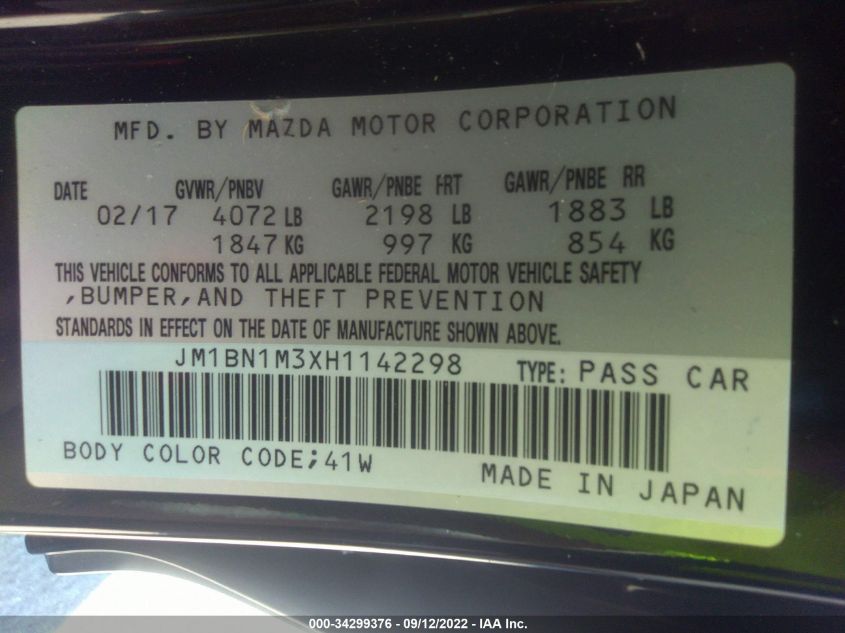 MFD. BY MAZDA MOTOR CORPORATION
DATE GVWR/PNBV GAWR/PNBE FRT GAWR/PNBE RR
02/17 4072 LB 2198 LB 1883 LB
1847 KG 997 KG 854 KG
THIS VEHICLE CONFORMS TO ALL APPLICABLE FEDERAL MOTOR VEHICLE SAFETY
,BUMPER,AND THEFT PREVENTION
STANDARDS IN EFFECT ON THE DATE OF MANUFACTURE SHOWN ABOVE.
JM1BN1M3XH1142298 TYPE: PASS CAR
BODY COLOR CODE;41W
MADE IN JAPAN
000-34299376 - 09/12/2022 - IAA Inc.